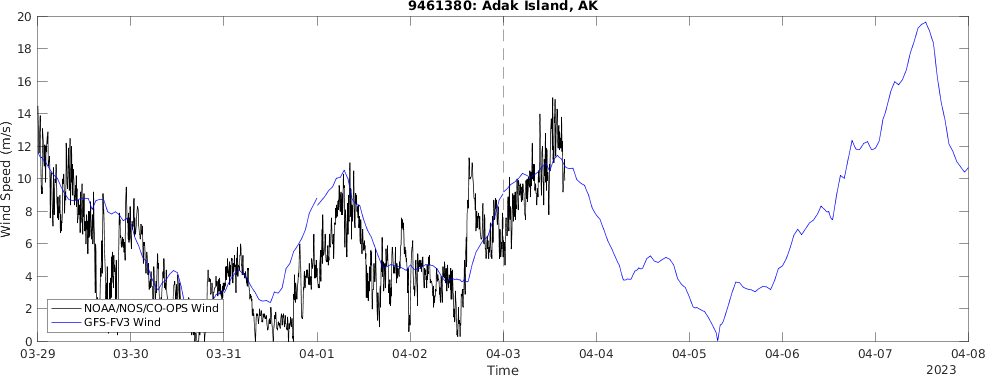 9461380: Adak Island, AK
20
18
16
14
12
10
8
6
4
2
0
Wind Speed (m/s)
NOAA/NOS/CO-OPS Wind
GFS-FV3 Wind
03-29 03-30 03-31 04-01 04-02 04-03 04-04 04-05 04-06 04-07 04-08
Time
2023